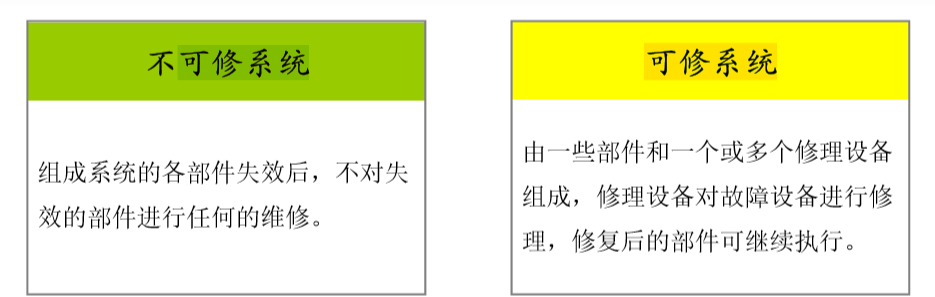 不可修系统
组成系统的各部件失效后，不对失
效的部件进行任何的维修。
可修系统
由一些部件和一个或多个修理设备
组成，修理设备对故障设备进行修
理，修复后的部件可继续执行。